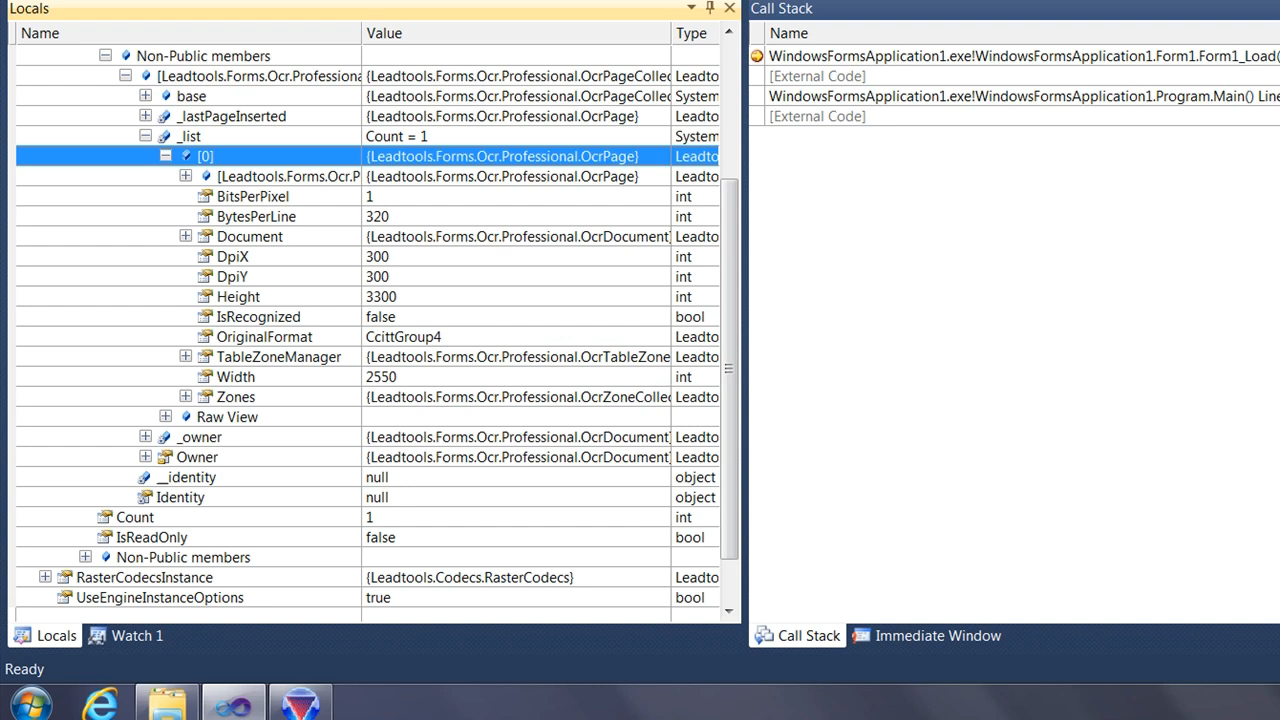 Locals
Name Value Type
Non-Public members
[Leadtools.Forms.Ocr.Professiona {Leadtools.Forms.Ocr.Professional.OcrPageCollec Leadto
base {Leadtools.Forms.Ocr.Professional.OcrPageCollec System
_lastPageInserted {Leadtools.Forms.Ocr.Professional.OcrPage} Leadto
_list Count = 1 System
[0] {Leadtools.Forms.Ocr.Professional.OcrPage} Leadto
[Leadtools.Forms.Ocr.P {Leadtools.Forms.Ocr.Professional.OcrPage} Leadto
BitsPerPixel 1 int
BytesPerLine 320 int
Document {Leadtools.Forms.Ocr.Professional.OcrDocument} Leadto
DpiX 300 int
DpiY 300 int
Height 3300 int
IsRecognized false bool
OriginalFormat CcittGroup4 Leadto
TableZoneManager {Leadtools.Forms.Ocr.Professional.OcrTableZone Leadto
Width 2550 int
Zones {Leadtools.Forms.Ocr.Professional.OcrZoneCollec Leadto
Raw View
_owner {Leadtools.Forms.Ocr.Professional.OcrDocument} Leadto
Owner {Leadtools.Forms.Ocr.Professional.OcrDocument} Leadto
__identity null object
Identity null object
Count 1 int
IsReadOnly false bool
Non-Public members
RasterCodecsInstance {Leadtools.Codecs.RasterCodecs} Leadto
UseEngineInstanceOptions true bool
Locals Watch 1
Call Stack
Name
WindowsFormsApplication1.exe!WindowsFormsApplication1.Form1.Form1_Load(
[External Code]
WindowsFormsApplication1.exe!WindowsFormsApplication1.Program.Main() Line
[External Code]
Call Stack Immediate Window
Ready